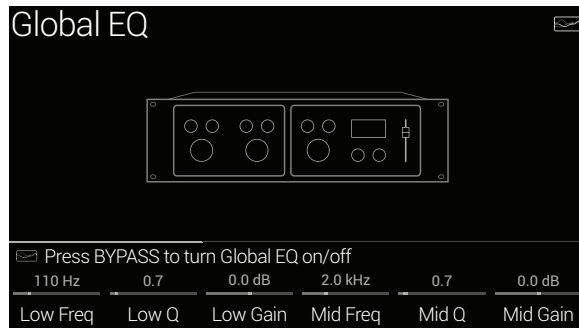 Global EQ
Press BYPASS to turn Global EQ on/off
110 Hz 0.7 0.0 dB 2.0 kHz 0.7 0.0 dB
Low Freq Low Q Low Gain Mid Freq Mid Q Mid Gain